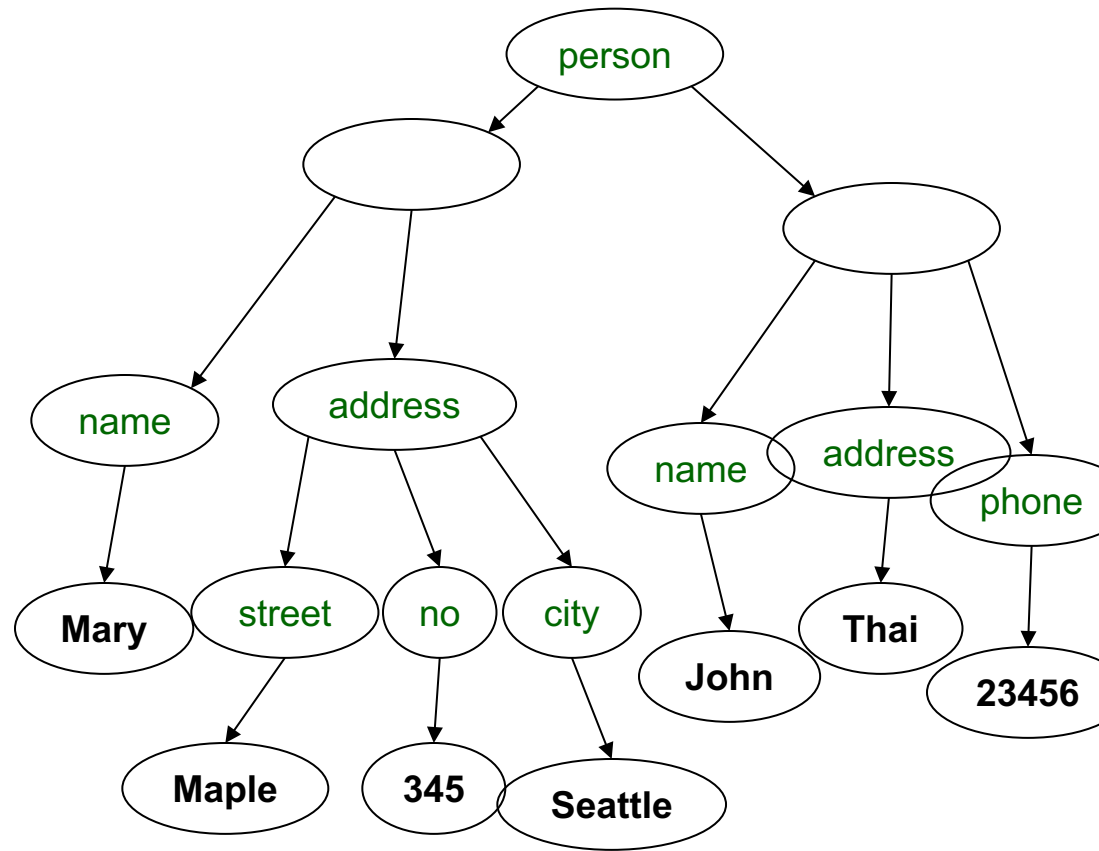 person
name
address
name
address
phone
Mary
street
no
city
John
Thai
23456
Maple
345
Seattle